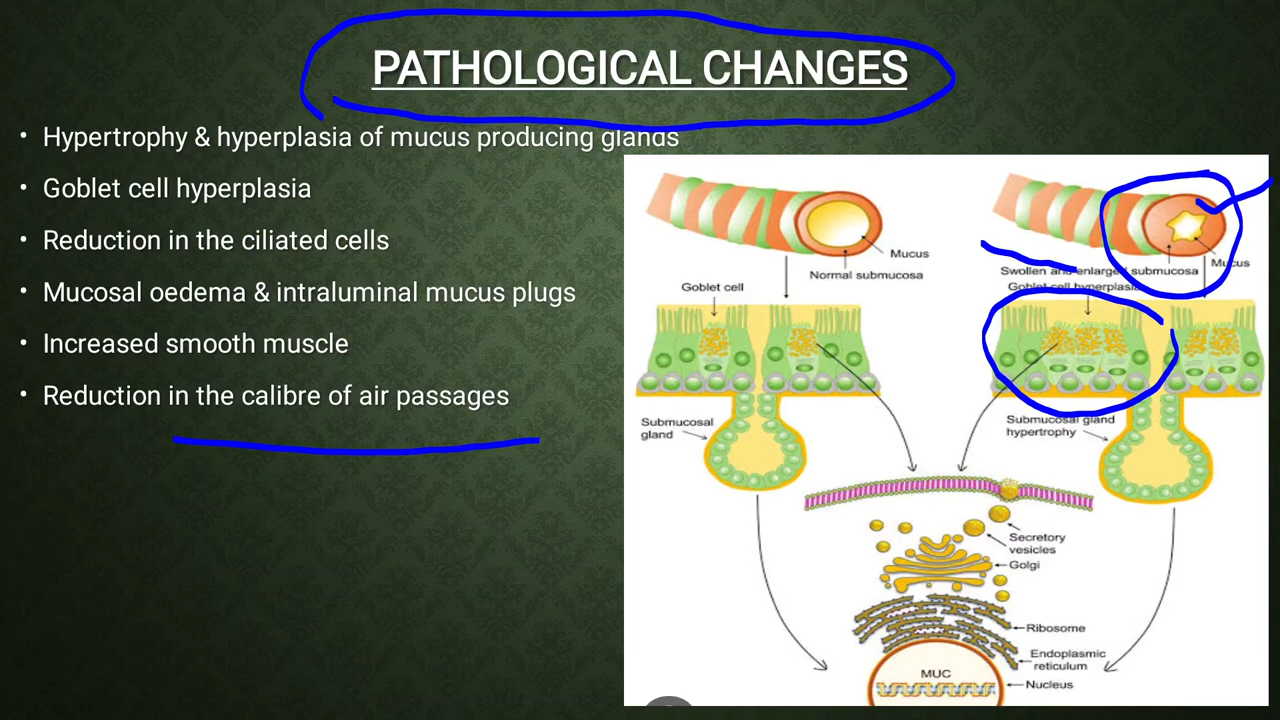 PATHOLOGICAL CHANGES
• Hypertrophy & hyperplasia of mucus producing glands
• Goblet cell hyperplasia
• Reduction in the ciliated cells
• Mucosal oedema & intraluminal mucus plugs
• Increased smooth muscle
• Reduction in the calibre of air passages
Mucus
Normal submucosa
Goblet cell
Submucosal
gland
Mucus
Swollen and enlarged submucosa
Goblet cell hyperplasia
Submucosal gland
hypertrophy
Secretory
vesicles
Golgi
Ribosome
Endoplasmic
reticulum
MUC
Nucleus